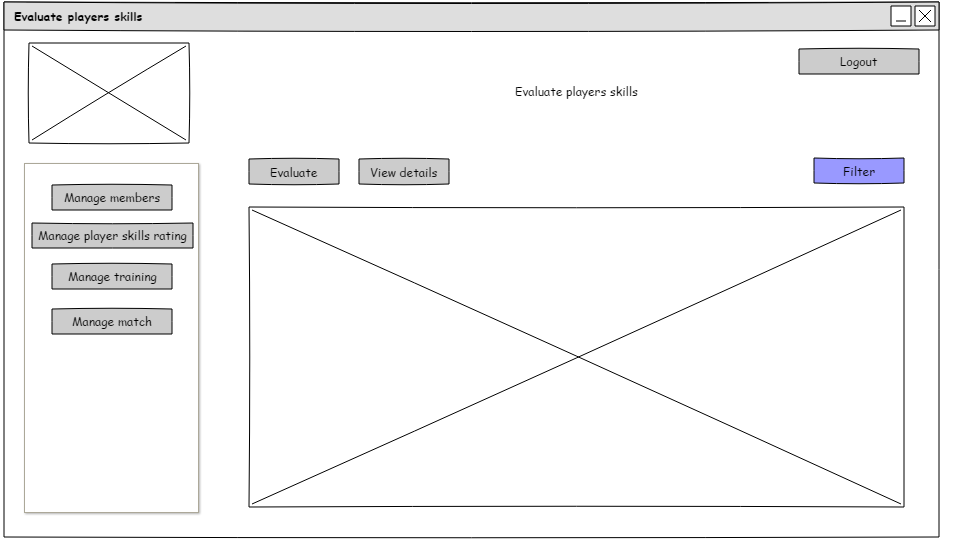 Evaluate players skills
Logout
Evaluate players skills
Evaluate
View details
Filter
Manage members
Manage player skills rating
Manage training
Manage match